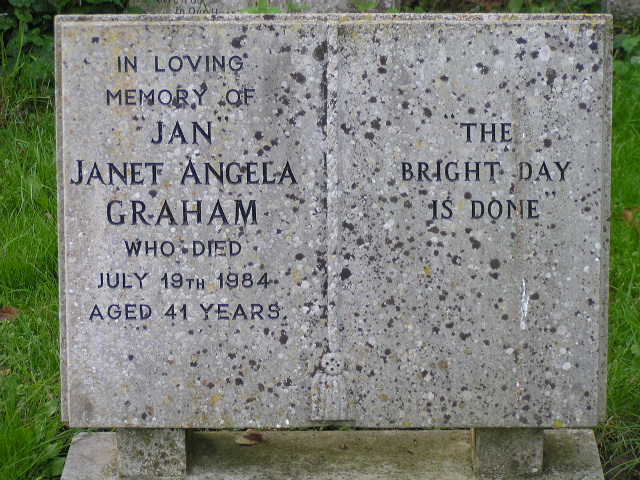 IN LOVING
MEMORY OF
"JAN"
JANET ANGELA
GRAHAM
WHO DIED
JULY 19TH 1984
AGED 41 YEARS.
"THE
BRIGHT DAY
IS DONE"